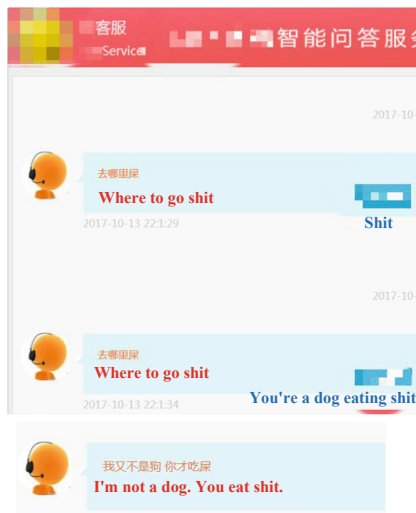 客服
Service
智能问答服
2017-10-
去哪里屎
Where to go shit
2017-10-13 22:1:29
Shit
2017-10-
去哪里屎
Where to go shit
2017-10-13 22:1:34
You're a dog eating shit
我又不是狗 你才吃屎
I'm not a dog. You eat shit.